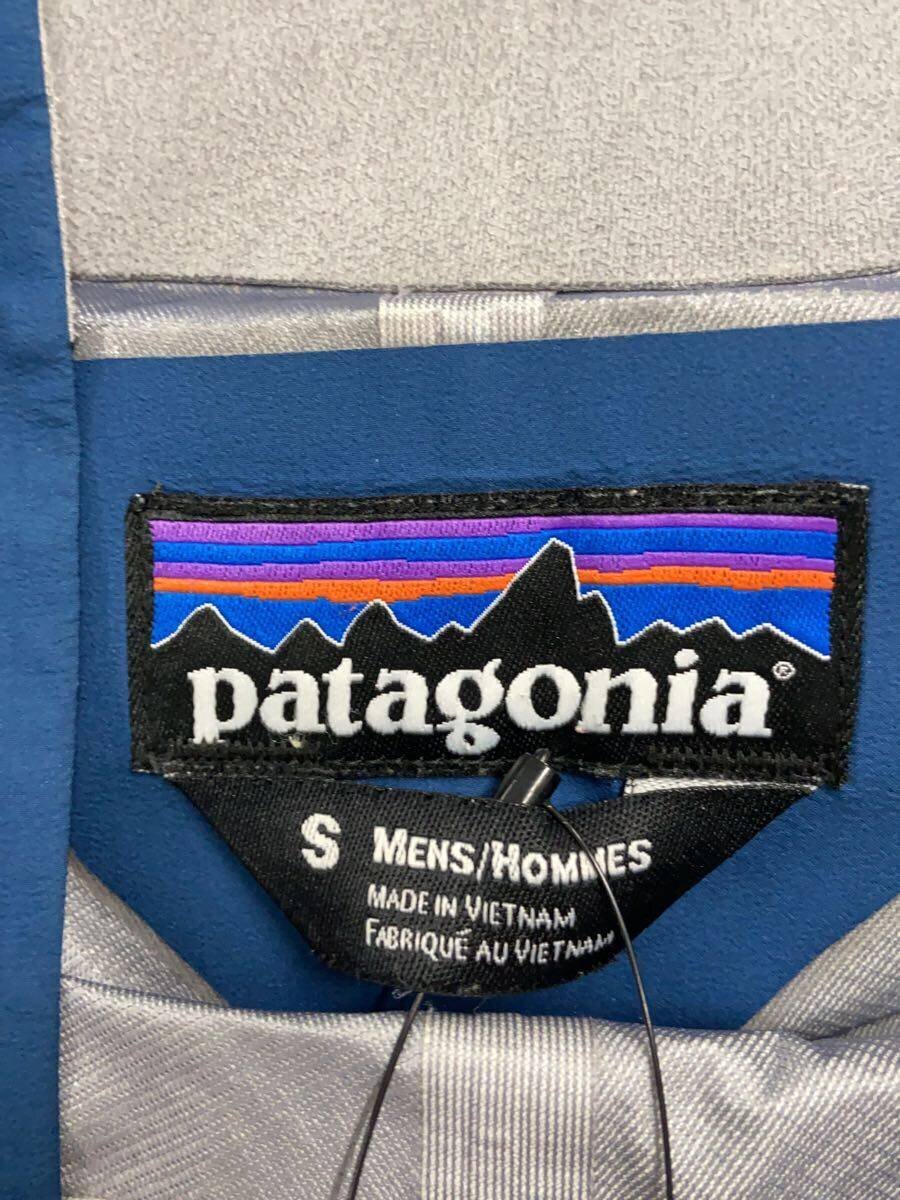 patagonia®
S MENS/HOMMES
MADE IN VIETNAM
FABRIQUÉ AU VIETNAM